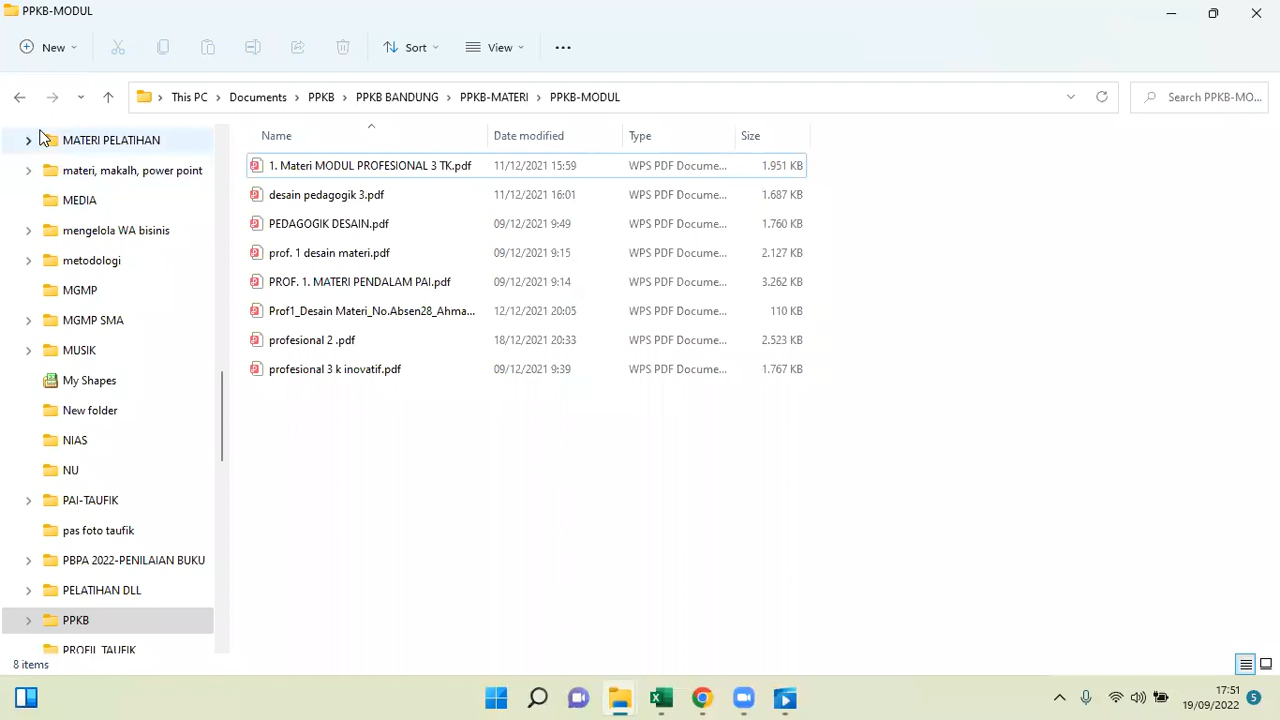 PPKB-MODUL
New
Sort
View
This PC > Documents > PPKB > PPKB BANDUNG > PPKB-MATERI > PPKB-MODUL
Search PPKB-MO...
MATERI PELATIHAN
materi, makalh, power point
MEDIA
mengelola WA bisinis
metodologi
MGMP
MGMP SMA
MUSIK
My Shapes
New folder
NIAS
NU
PAI-TAUFIK
pas foto taufik
PBPA 2022-PENILAIAN BUKU
PELATIHAN DLL
PPKB
PROFIL TAUFIK
Name Date modified Type Size
1. Materi MODUL PROFESIONAL 3 TK.pdf 11/12/2021 15:59 WPS PDF Docume... 1.951 KB
desain pedagogik 3.pdf 11/12/2021 16:01 WPS PDF Docume... 1.687 KB
PEDAGOGIK DESAIN.pdf 09/12/2021 9:49 WPS PDF Docume... 1.760 KB
prof. 1 desain materi.pdf 09/12/2021 9:15 WPS PDF Docume... 2.127 KB
PROF. 1. MATERI PENDALAM PAI.pdf 09/12/2021 9:14 WPS PDF Docume... 3.262 KB
Prof1_Desain Materi_No.Absen28_Ahma... 12/12/2021 20:05 WPS PDF Docume... 110 KB
profesional 2 .pdf 18/12/2021 20:33 WPS PDF Docume... 2.523 KB
profesional 3 k inovatif.pdf 09/12/2021 9:39 WPS PDF Docume... 1.767 KB
8 items
17:51
19/09/2022
5